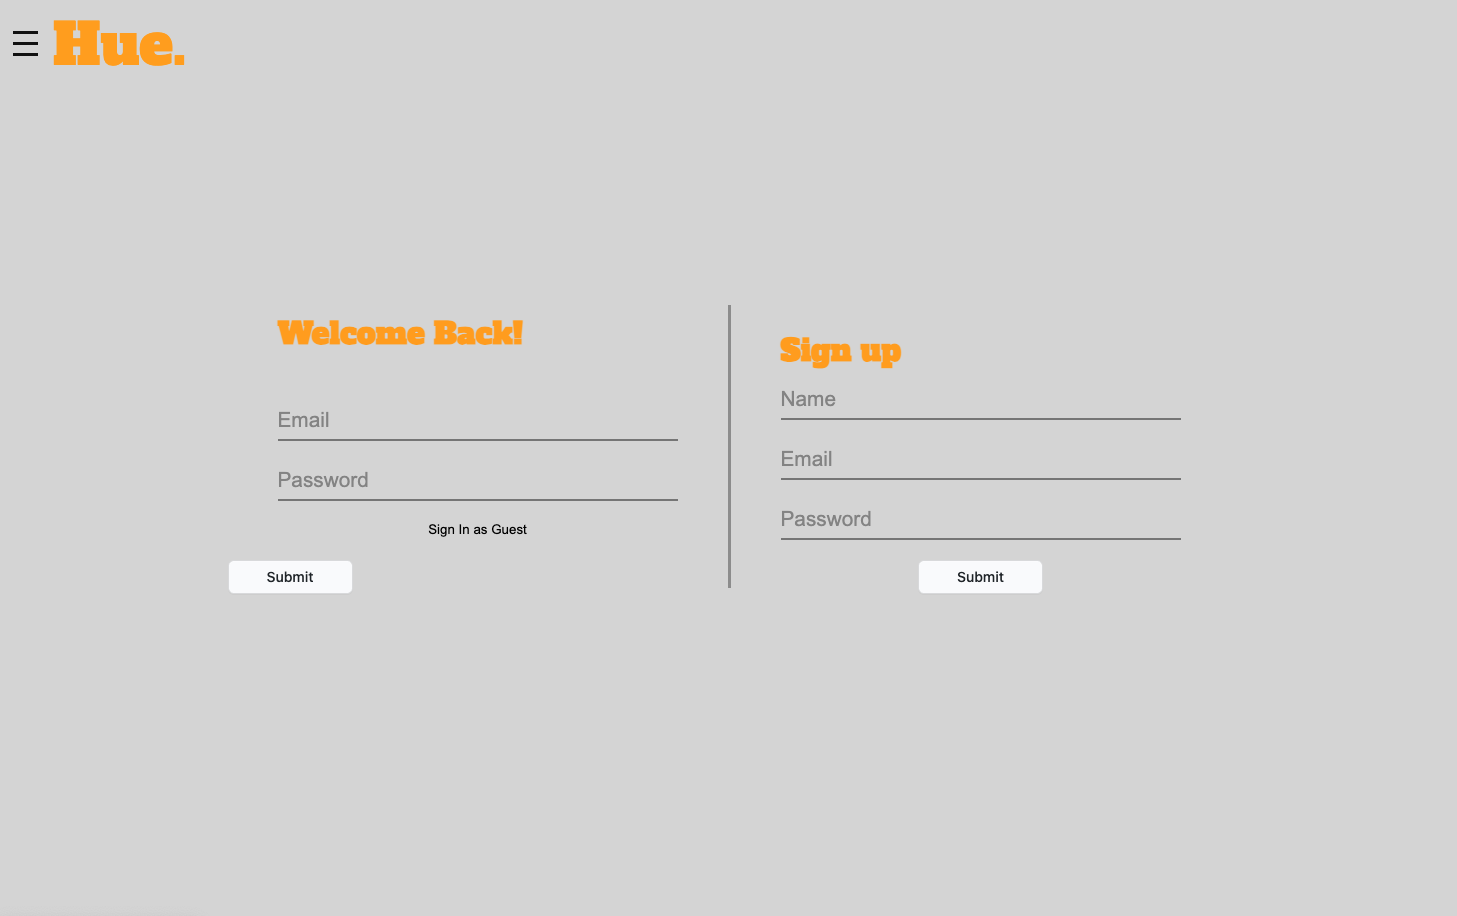 Hue.
Welcome Back!
Email
Password
Sign In as Guest
Submit
Sign up
Name
Email
Password
Submit